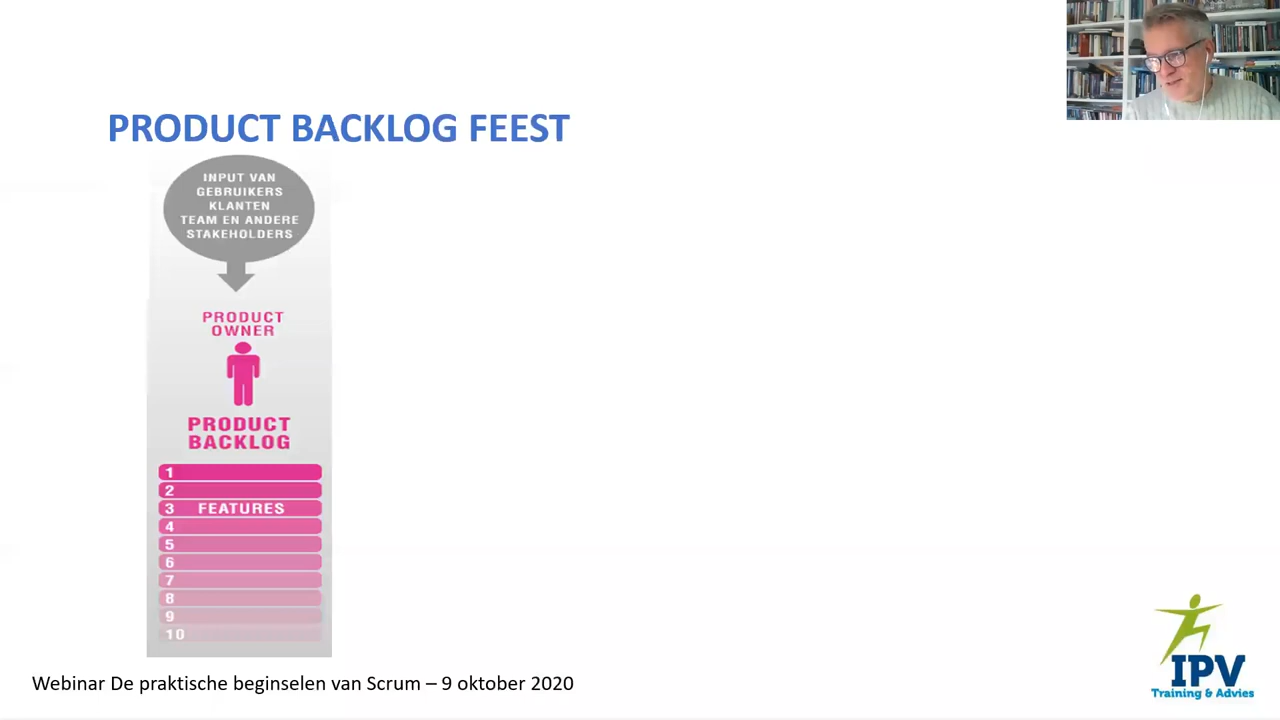 PRODUCT BACKLOG FEEST
INPUT VAN
GEBRUIKERS
KLANTEN
TEAM EN ANDERE
STAKEHOLDERS
PRODUCT
OWNER
PRODUCT
BACKLOG
1
2
3 FEATURES
4
5
6
7
8
9
10
Webinar De praktische beginselen van Scrum – 9 oktober 2020
IPV
Training & Advies